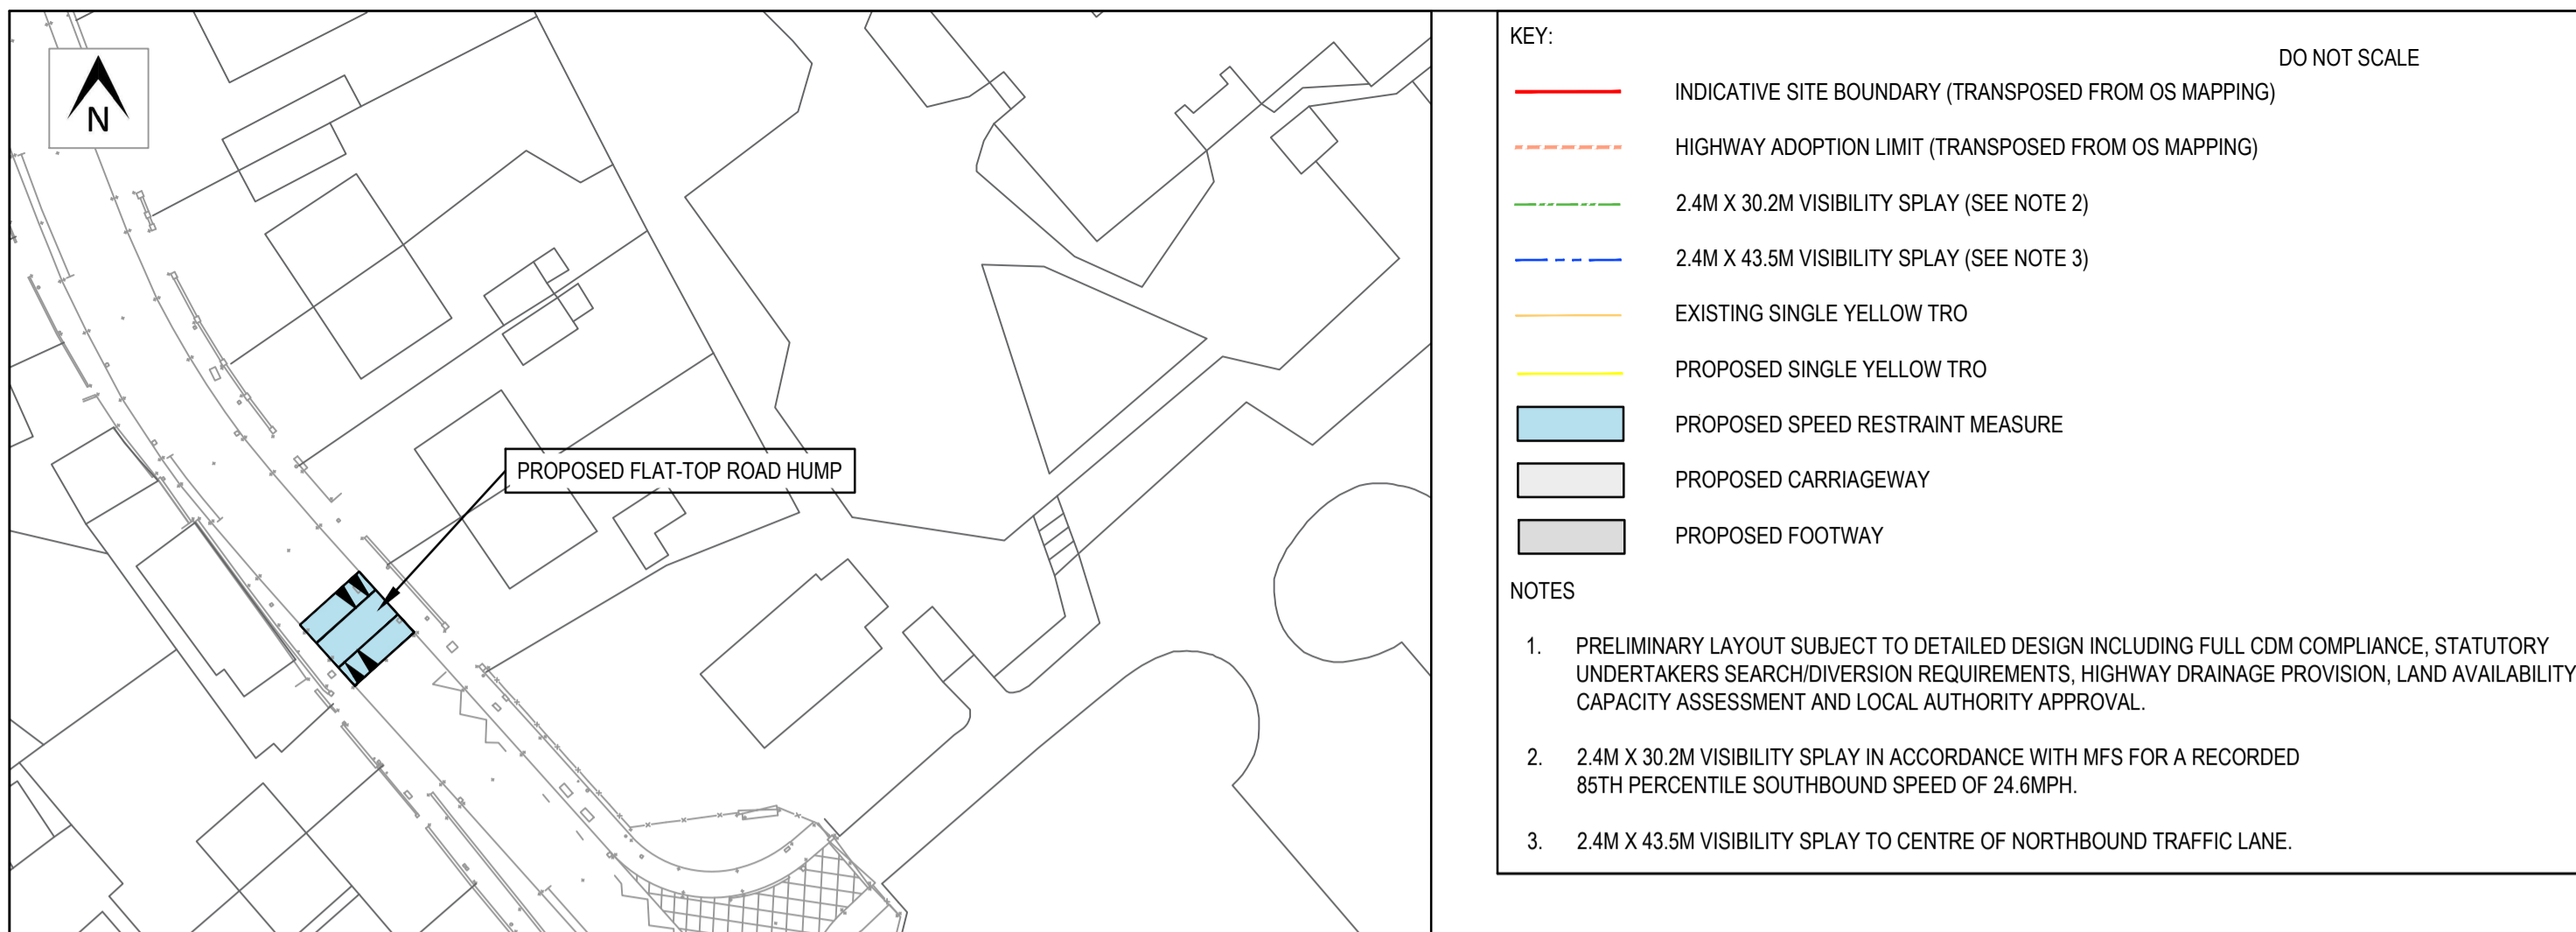 N
PROPOSED FLAT-TOP ROAD HUMP
KEY:
DO NOT SCALE
INDICATIVE SITE BOUNDARY (TRANSPOSED FROM OS MAPPING)
HIGHWAY ADOPTION LIMIT (TRANSPOSED FROM OS MAPPING)
2.4M X 30.2M VISIBILITY SPLAY (SEE NOTE 2)
2.4M X 43.5M VISIBILITY SPLAY (SEE NOTE 3)
EXISTING SINGLE YELLOW TRO
PROPOSED SINGLE YELLOW TRO
PROPOSED SPEED RESTRAINT MEASURE
PROPOSED CARRIAGEWAY
PROPOSED FOOTWAY
NOTES
1. PRELIMINARY LAYOUT SUBJECT TO DETAILED DESIGN INCLUDING FULL CDM COMPLIANCE, STATUTORY
UNDERTAKERS SEARCH/DIVERSION REQUIREMENTS, HIGHWAY DRAINAGE PROVISION, LAND AVAILABILITY
CAPACITY ASSESSMENT AND LOCAL AUTHORITY APPROVAL.
2. 2.4M X 30.2M VISIBILITY SPLAY IN ACCORDANCE WITH MFS FOR A RECORDED
85TH PERCENTILE SOUTHBOUND SPEED OF 24.6MPH.
3. 2.4M X 43.5M VISIBILITY SPLAY TO CENTRE OF NORTHBOUND TRAFFIC LANE.